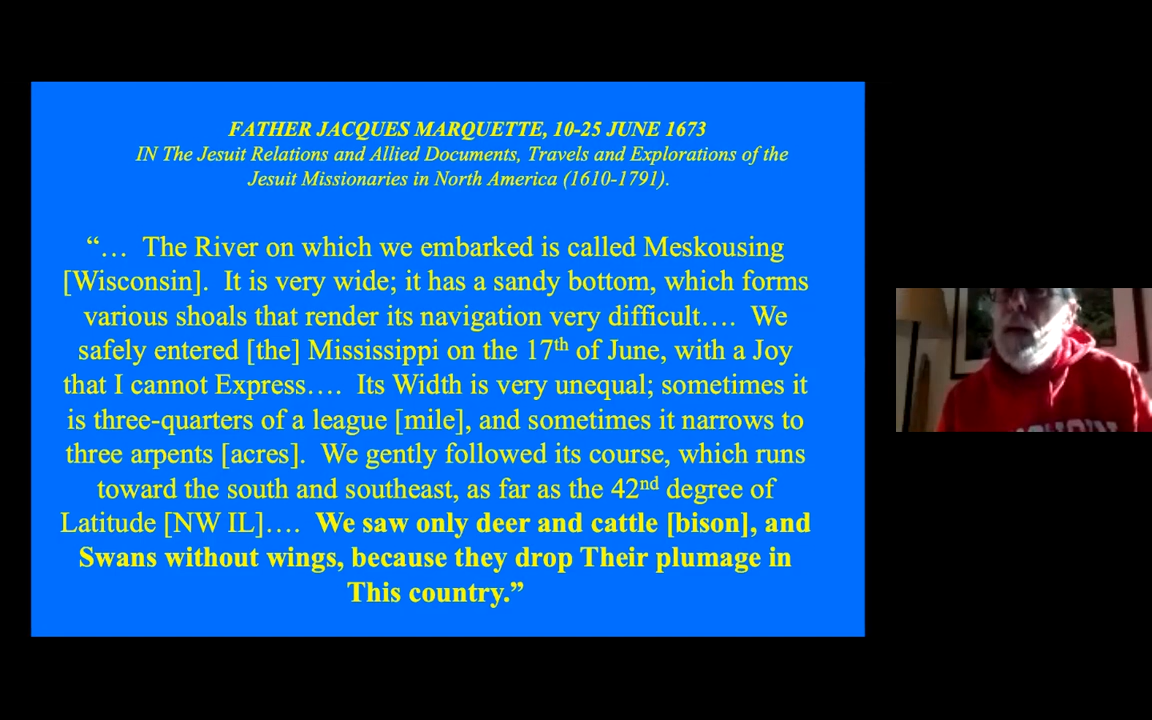 FATHER JACQUES MARQUETTE, 10-25 JUNE 1673
IN The Jesuit Relations and Allied Documents, Travels and Explorations of the
Jesuit Missionaries in North America (1610-1791).
“… The River on which we embarked is called Meskousing
[Wisconsin]. It is very wide; it has a sandy bottom, which forms
various shoals that render its navigation very difficult…. We
safely entered [the] Mississippi on the 17th of June, with a Joy
that I cannot Express…. Its Width is very unequal; sometimes it
is three-quarters of a league [mile], and sometimes it narrows to
three arpents [acres]. We gently followed its course, which runs
toward the south and southeast, as far as the 42nd degree of
Latitude [NW IL]…. We saw only deer and cattle [bison], and
Swans without wings, because they drop Their plumage in
This country.”